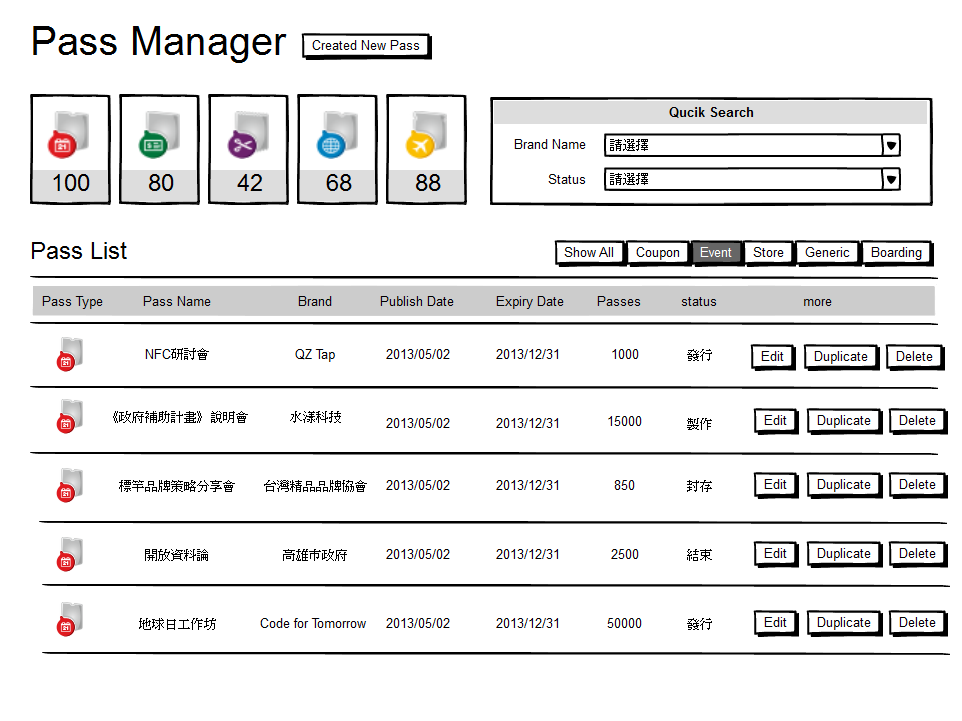 Pass Manager
Created New Pass
100
80
42
68
88
Qucik Search
Brand Name 請選擇
Status 請選擇
Pass List
Show All Coupon Event Store Generic Boarding
Pass Type Pass Name Brand Publish Date Expiry Date Passes status more
NFC研討會 QZ Tap 2013/05/02 2013/12/31 1000 發行 Edit Duplicate Delete
《政府補助計畫》說明會 水漾科技 2013/05/02 2013/12/31 15000 製作 Edit Duplicate Delete
標竿品牌策略分享會 台灣精品品牌協會 2013/05/02 2013/12/31 850 封存 Edit Duplicate Delete
開放資料論 高雄市政府 2013/05/02 2013/12/31 2500 結束 Edit Duplicate Delete
地球日工作坊 Code for Tomorrow 2013/05/02 2013/12/31 50000 發行 Edit Duplicate Delete